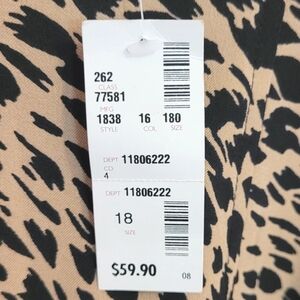 262
CLASS
77581
MFG
1838 16 180
STYLE COL SIZE
DEPT 11806222
CD
4
DEPT 11806222
18
SIZE
$59.90 08